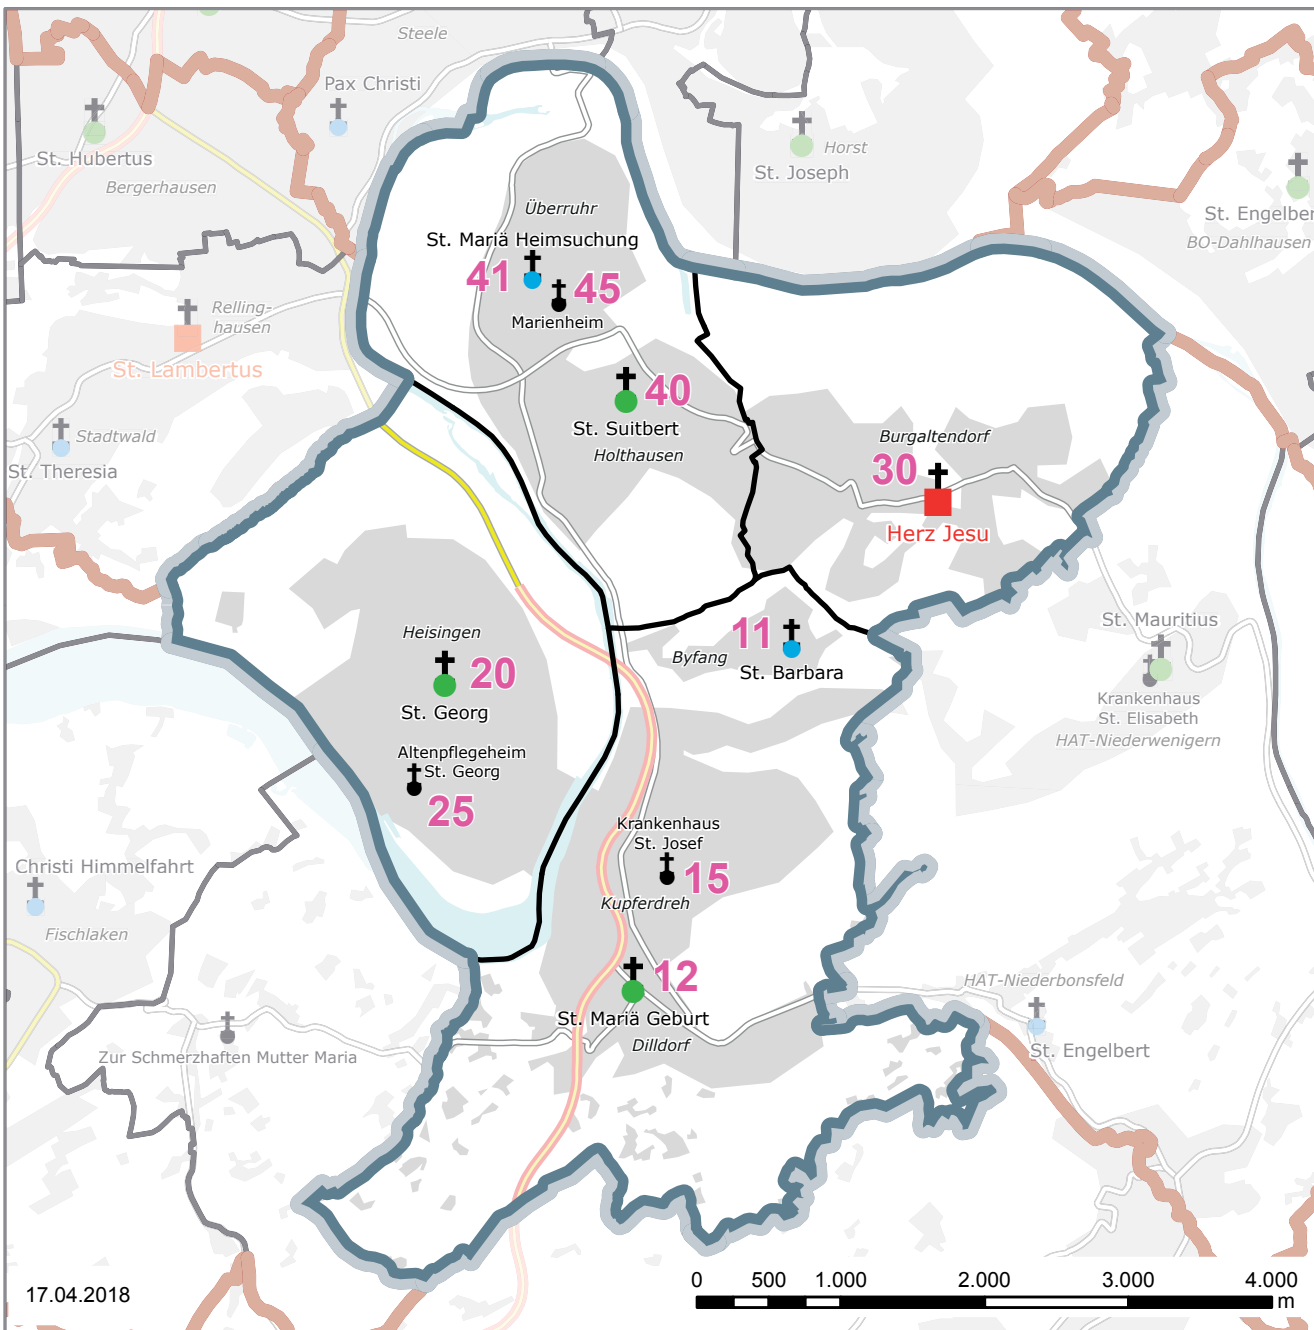 Steele
Pax Christi
St. Hubertus
Bergerhausen
Horst
St. Joseph
St. Engelber
BO-Dahlhausen
Überruhr
St. Mariä Heimsuchung
41
45
Marienheim
Relling-
hausen
St. Lambertus
40
St. Suitbert
Holthausen
Stadtwald
St. Theresia
Burgaltendorf
30
Herz Jesu
Heisingen
20
St. Georg
11
Byfang
St. Barbara
St. Mauritius
Krankenhaus
St. Elisabeth
HAT-Niederwenigern
Altenpflegeheim
St. Georg
25
Krankenhaus
St. Josef
15
Kupferdreh
Christi Himmelfahrt
Fischlaken
12
St. Mariä Geburt
Dilldorf
HAT-Niederbonsfeld
St. Engelbert
Zur Schmerzhaften Mutter Maria
17.04.2018
0 500 1.000 2.000 3.000 4.000
m